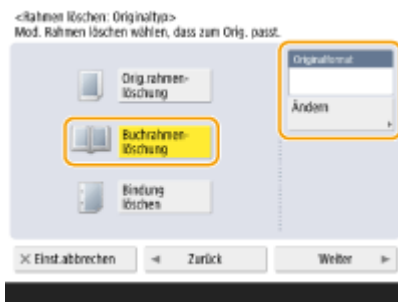 <Rahmen löschen: Originaltyp>
Mod. Rahmen löschen wählen, dass zum Orig. passt.
Originalformat
Orig.rahmen-
löschung
Ändern
Buchrahmen-
löschung
Bindung
löschen
× Einst.abbrechen
Zurück
Weiter